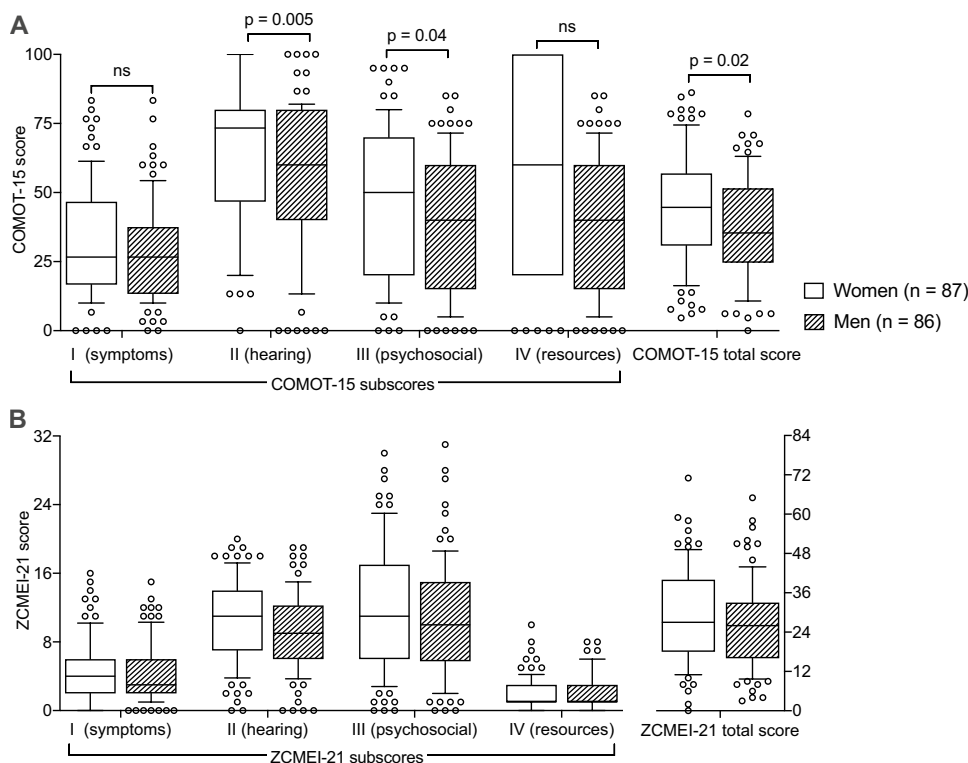 A
p = 0.005
p = 0.04
ns
p = 0.02
ns
COMOT-15 score
100
75
50
25
0
I (symptoms)
II (hearing)
III (psychosocial)
IV (resources)
COMOT-15 total score
COMOT-15 subscores
Women (n = 87)
Men (n = 86)
B
ZCMEI-21 score
32
24
16
8
0
84
72
60
48
36
24
12
0
I (symptoms)
II (hearing)
III (psychosocial)
IV (resources)
ZCMEI-21 total score
ZCMEI-21 subscores